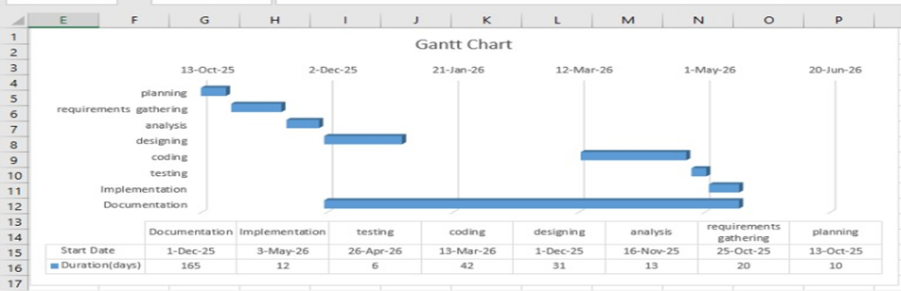 E F G H I J K L M N O P
1
2 Gantt Chart
3 13-Oct-25 2-Dec-25 21-Jan-26 12-Mar-26 1-May-26 20-Jun-26
4
planning
5
requirements gathering
6
analysis
7
designing
8
coding
9
testing
10
Implementation
11
Documentation
12
13
Documentation Implementation testing coding designing analysis requirements gathering planning
14
15 Start Date 1-Dec-25 3-May-26 26-Apr-26 13-Mar-26 1-Dec-25 16-Nov-25 25-Oct-25 13-Oct-25
16 Duration(days) 165 12 6 42 31 13 20 10
17